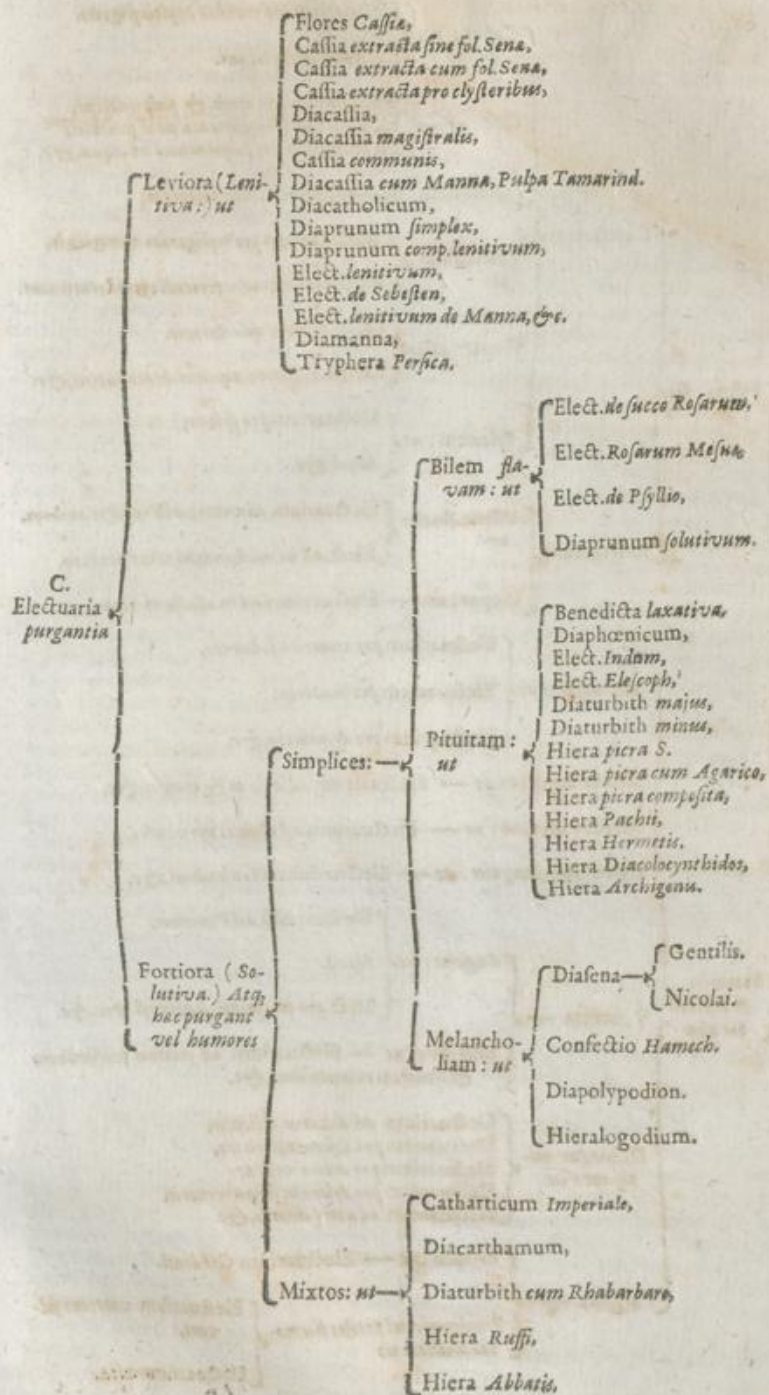 Flores Cassiæ,
Cassia extracta sine fol. Senæ,
Cassia extracta cum fol. Senæ,
Cassia extracta pro clysteribus,
Diacassia,
Diacassia magistralis,
Cassia communis,
Diacassia cum Manna, Pulpa Tamarind.
Diacatholicum,
Diaprunum simplex,
Diaprunum comp. lenitivum,
Elect. lenitivum,
Elect. de Sebesten,
Elect. lenitivum de Manna, &c.
Diamanna,
Tryphera Persica.
Leviora (Leni-
tiva:) ut
C.
Electuaria
purgantia
Fortiora (So-
lutiva.) Atq;
hæc purgant
vel humores
Simplices:
Bilem fla-
vam: ut
Elect. de succo Rosarum,
Elect. Rosarum Mesuæ,
Elect. de Psyllio,
Diaprunum solutivum.
Pituitam:
ut
Benedicta laxativa,
Diaphœnicum,
Elect. Indum,
Elect. Elescoph,
Diaturbith majus,
Diaturbith minus,
Hiera picra S.
Hiera picra cum Agarico,
Hiera picra composita,
Hiera Pachii,
Hiera Hermetis.
Hiera Diacolocynthidos,
Hiera Archigenu.
Melancho-
liam: ut
Diasena
Gentilis.
Nicolai.
Confectio Hamech.
Diapolypodion.
Hieralogodium.
Mixtos: ut
Catharticum Imperiale,
Diacarthamum,
Diaturbith cum Rhabarbaro,
Hiera Ruffi,
Hiera Abbatis,